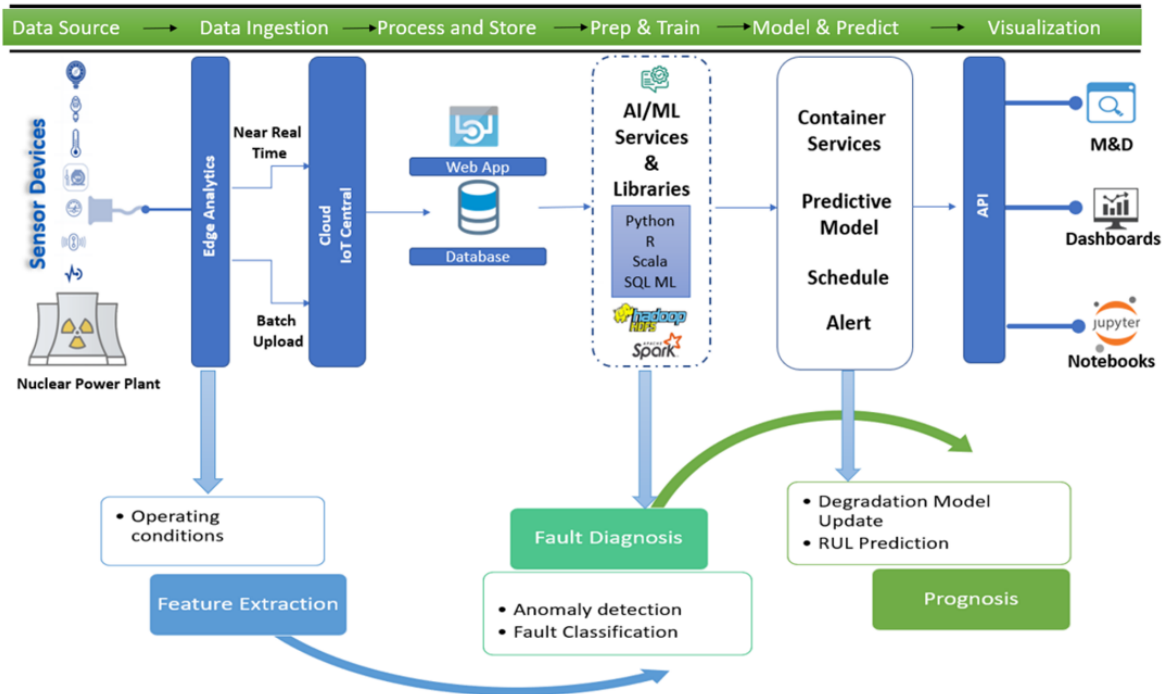 Data Source
Data Ingestion
Process and Store
Prep & Train
Model & Predict
Visualization
Sensor Devices
Nuclear Power Plant
Edge Analytics
Near Real
Time
Batch
Upload
Cloud
IoT Central
Web App
Database
AI/ML
Services
&
Libraries
Python
R
Scala
SQL ML
hadoop
HDFS
APACHE
Spark
Container
Services
Predictive
Model
Schedule
Alert
API
M&D
Dashboards
jupyter
Notebooks
• Operating
conditions
Feature Extraction
Fault Diagnosis
• Anomaly detection
• Fault Classification
• Degradation Model
Update
• RUL Prediction
Prognosis